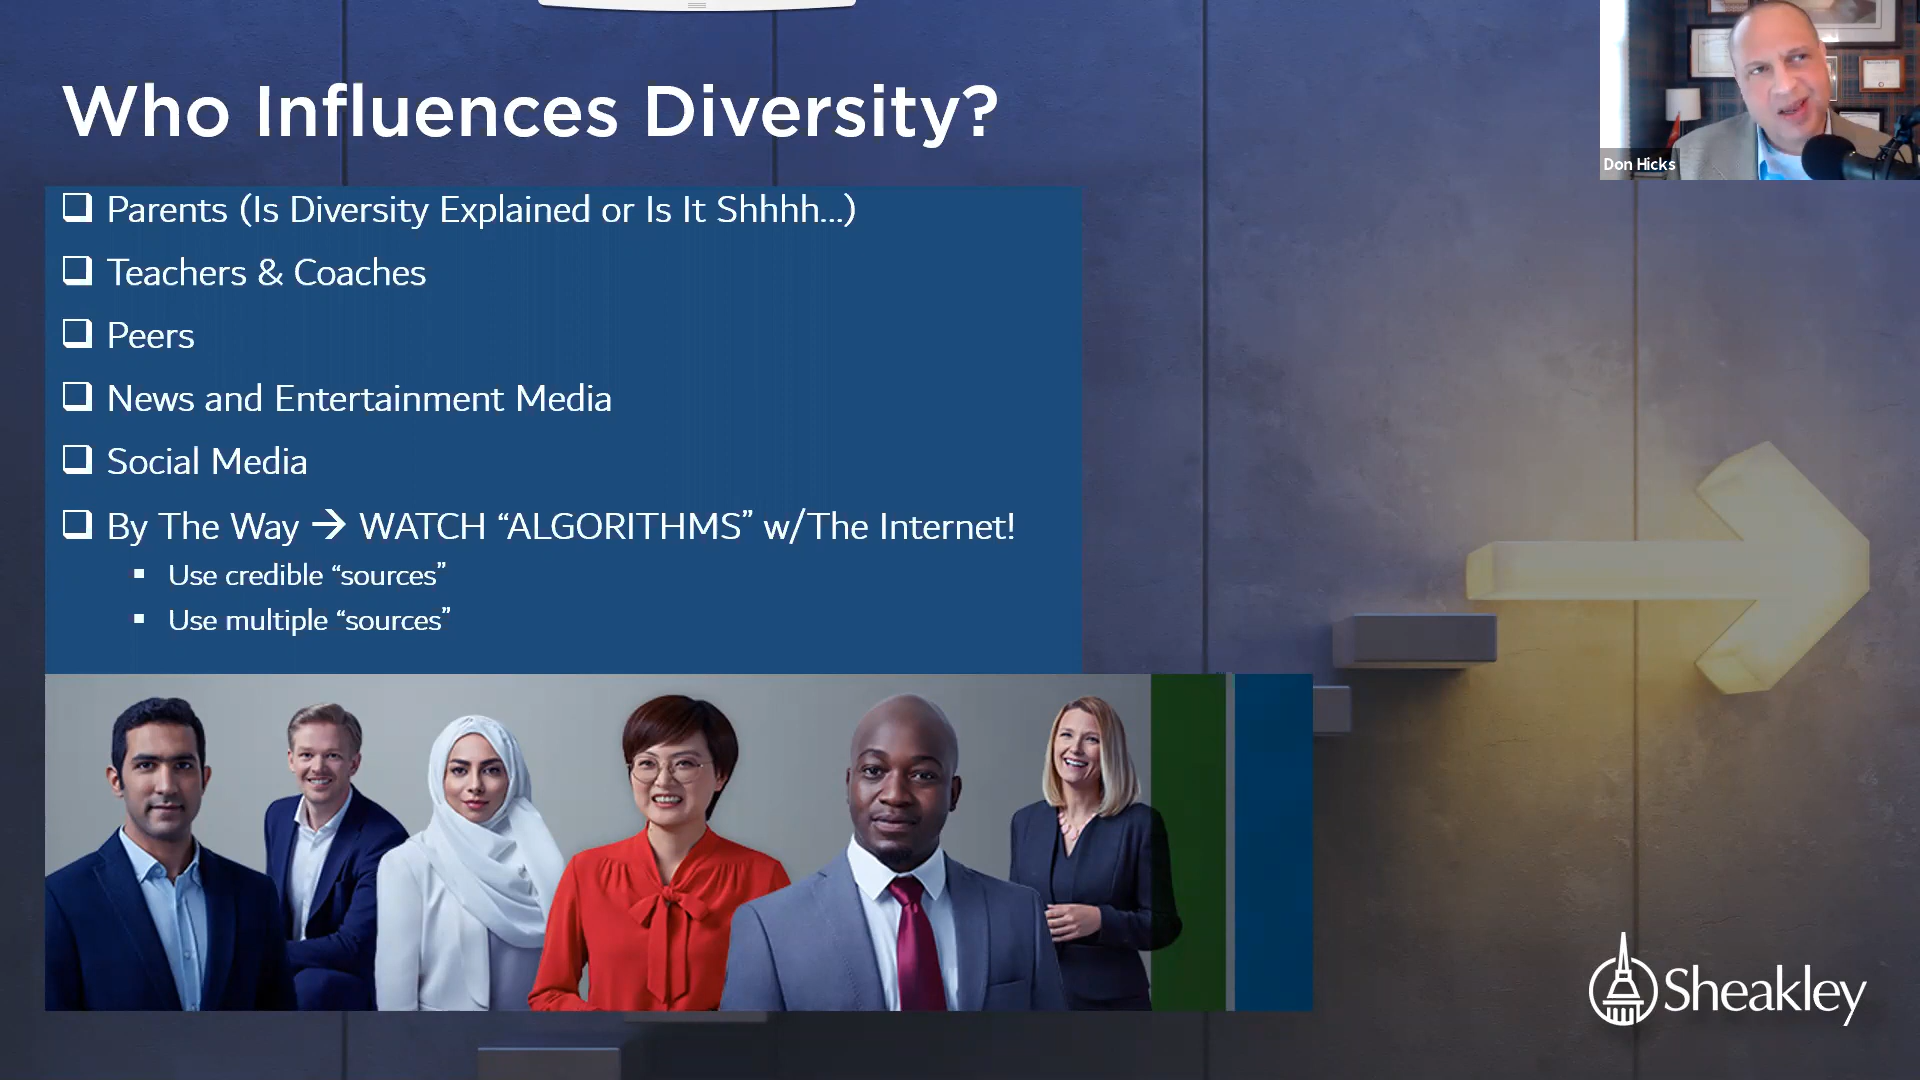 Who Influences Diversity?
Parents (Is Diversity Explained or Is It Shhhh...)
Teachers & Coaches
Peers
News and Entertainment Media
Social Media
By The Way → WATCH “ALGORITHMS” w/The Internet!
Use credible “sources”
Use multiple “sources”
Don Hicks
Sheakley